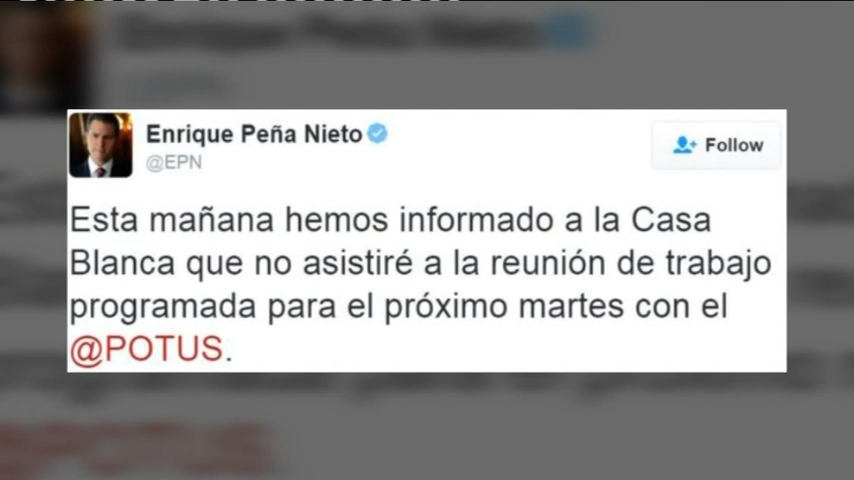 Enrique Peña Nieto
@EPN
Follow
Esta mañana hemos informado a la Casa
Blanca que no asistiré a la reunión de trabajo
programada para el próximo martes con el
@POTUS.